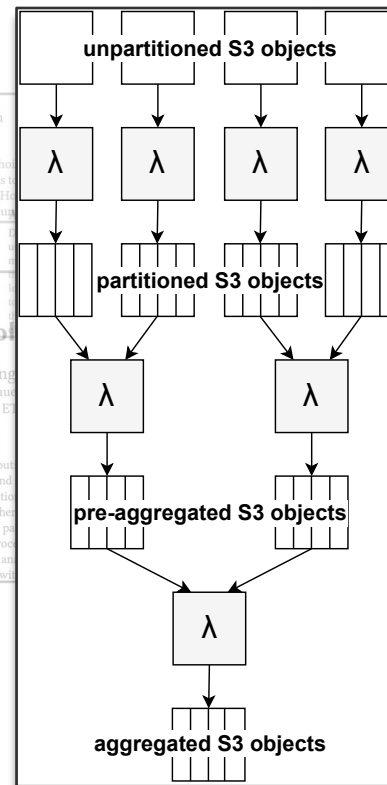 unpartitioned S3 objects
λ λ λ λ
partitioned S3 objects
λ λ
pre-aggregated S3 objects
λ
aggregated S3 objects